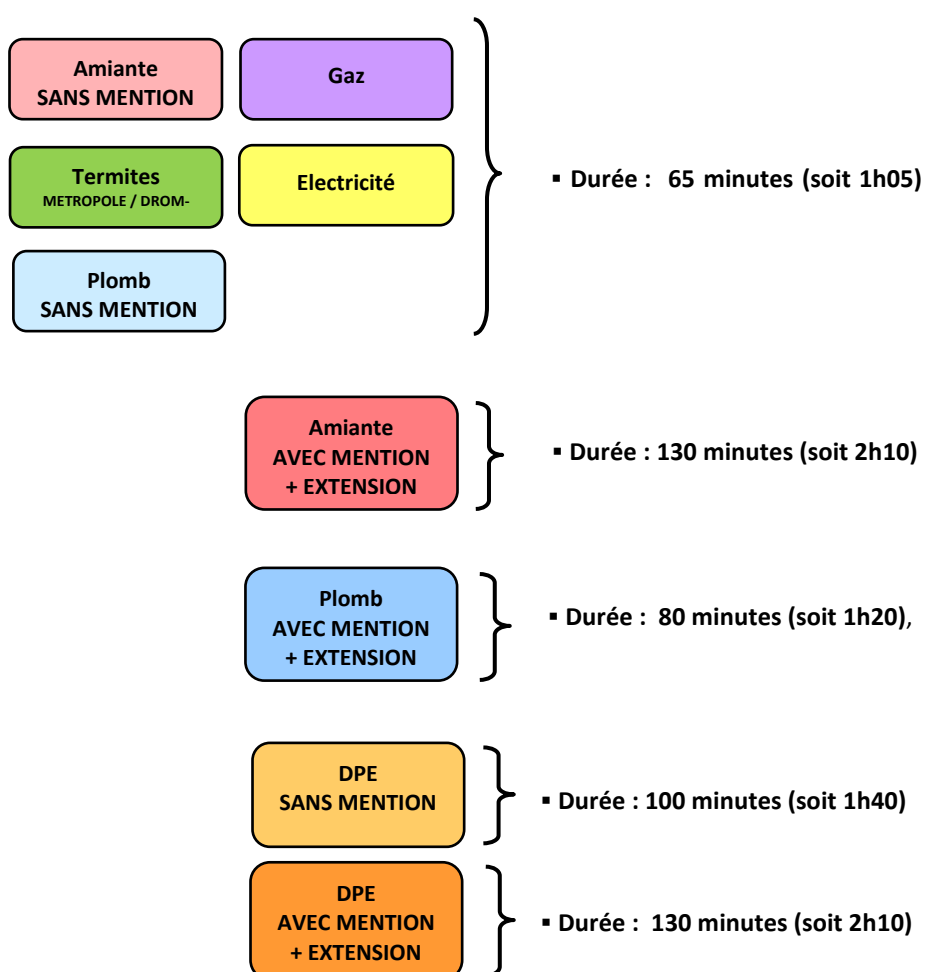 Amiante
SANS MENTION
Gaz
Termites
METROPOLE / DROM-
Electricité
▪ Durée : 65 minutes (soit 1h05)
Plomb
SANS MENTION
Amiante
AVEC MENTION
+ EXTENSION
▪ Durée : 130 minutes (soit 2h10)
Plomb
AVEC MENTION
+ EXTENSION
▪ Durée : 80 minutes (soit 1h20),
DPE
SANS MENTION
▪ Durée : 100 minutes (soit 1h40)
DPE
AVEC MENTION
+ EXTENSION
▪ Durée : 130 minutes (soit 2h10)